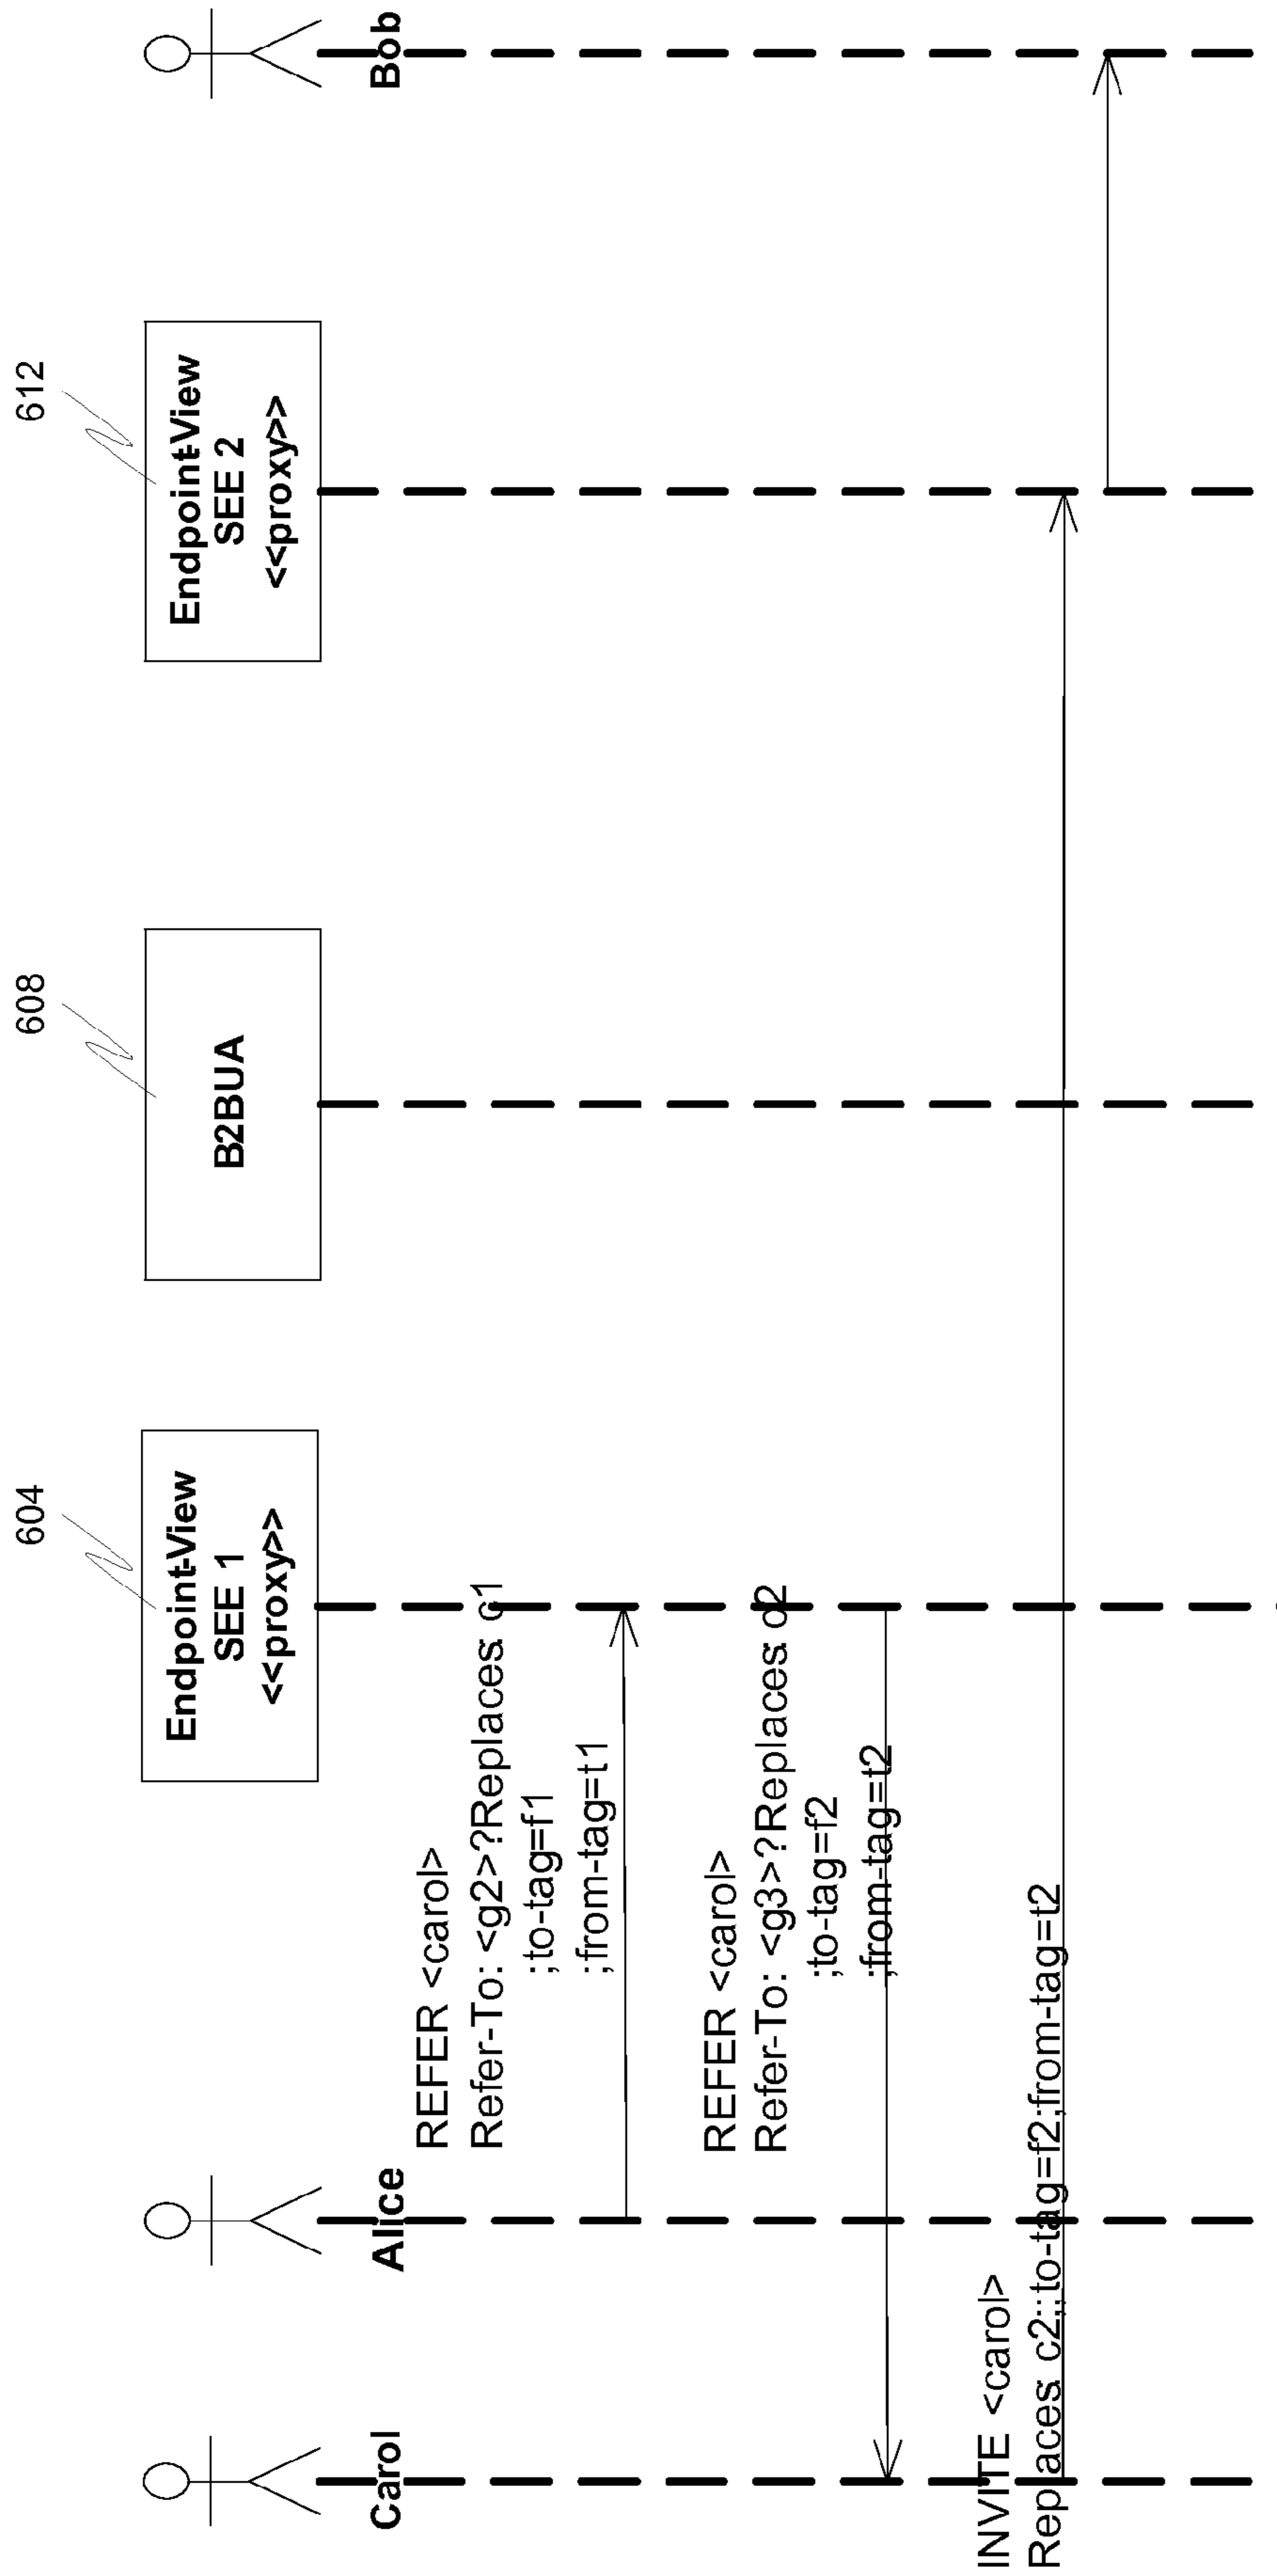 604
608
612
Carol
Alice
Endpoint-View
SEE 1
<<proxy>>
B2BUA
Endpoint-View
SEE 2
<<proxy>>
Bob
REFER <carol>
Refer-To: <g2>?Replaces: c1
;to-tag=f1
;from-tag=t1
REFER <carol>
Refer-To: <g3>?Replaces: c2
;to-tag=f2
;from-tag=t2
INVITE <carol>
Replaces: c2;;to-tag=f2;from-tag=t2